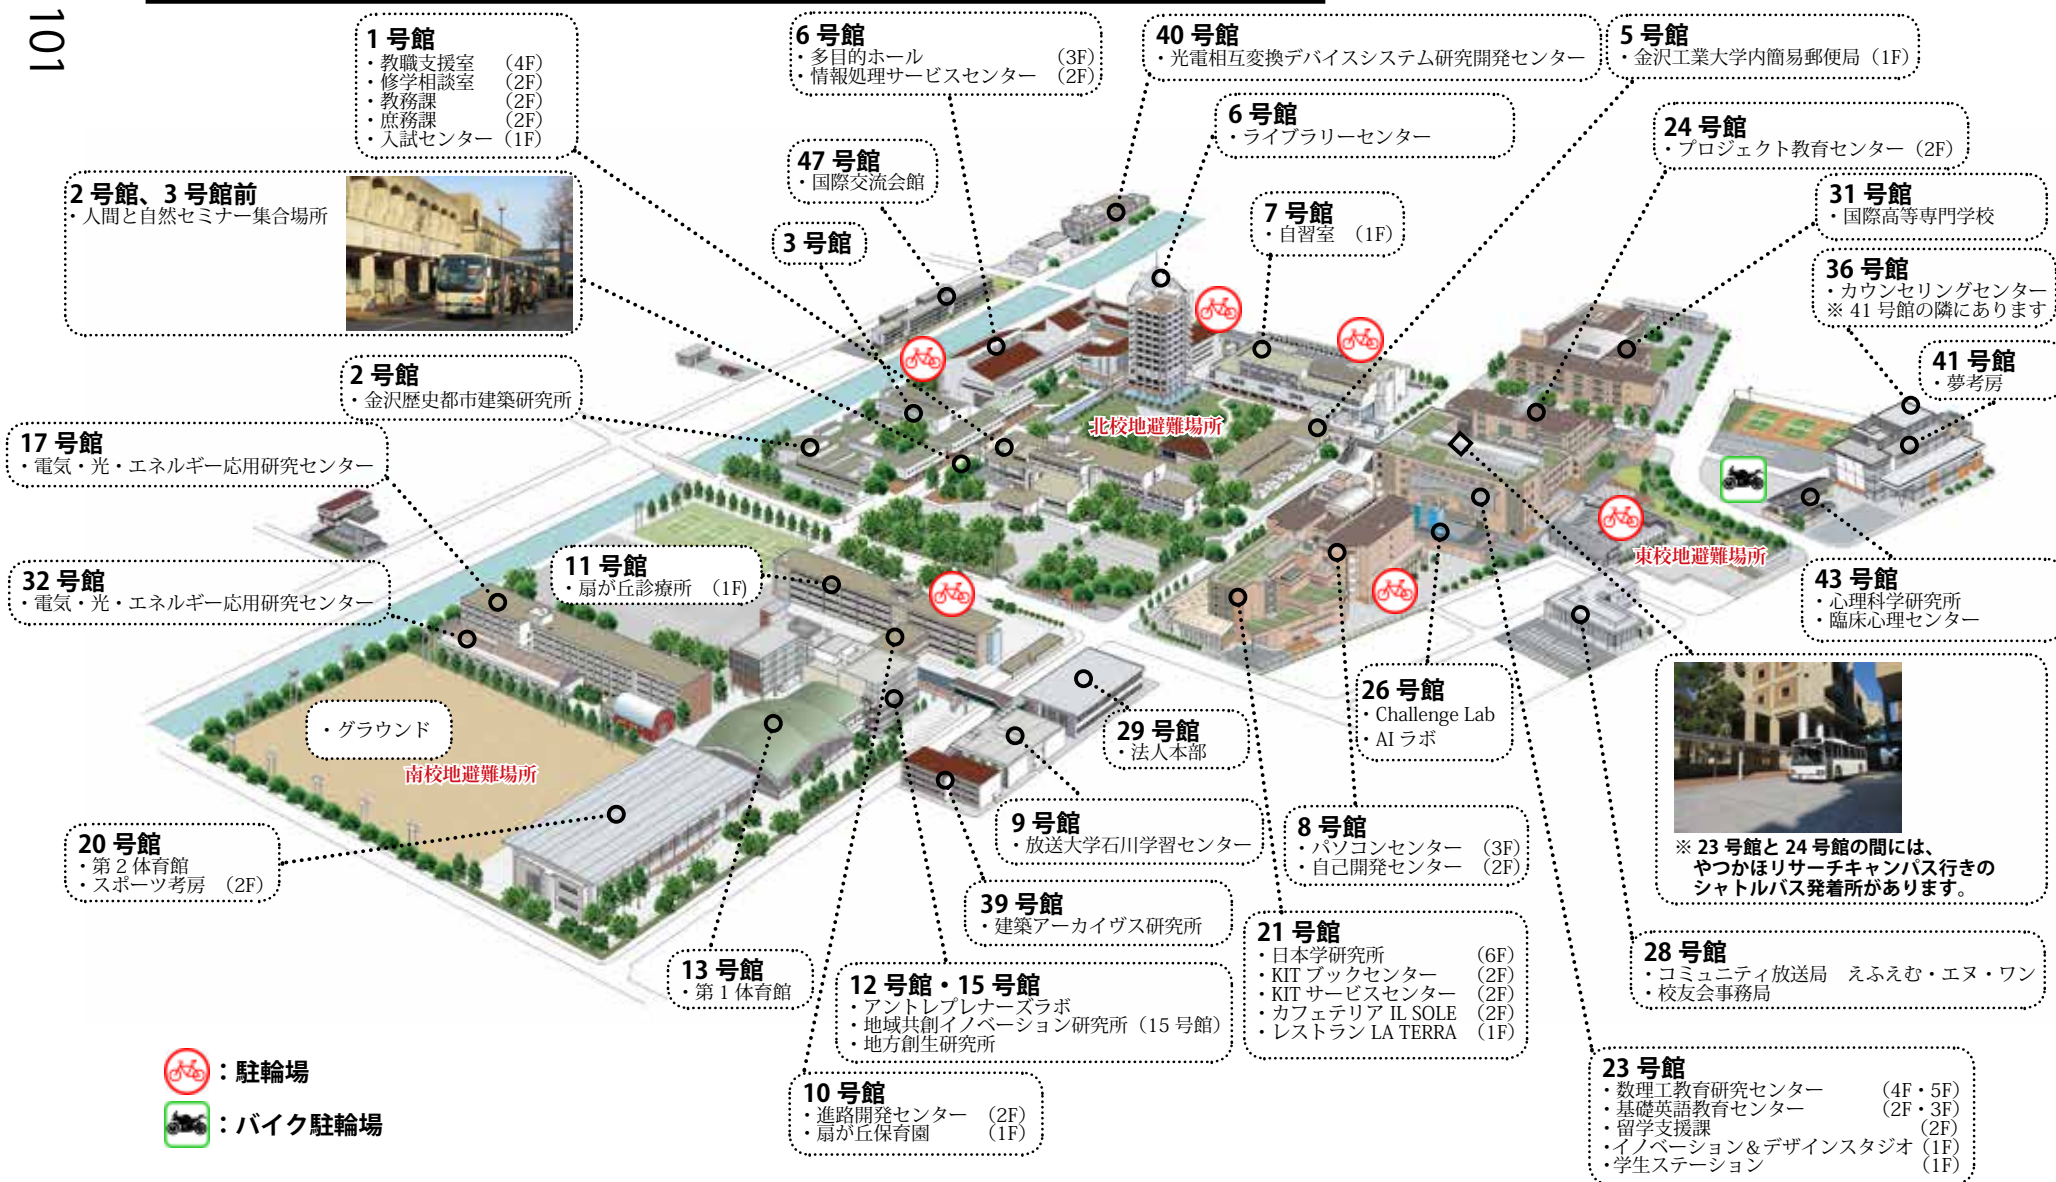 101
1 号館
・教職支援室 （4F）
・修学相談室 （2F）
・教務課 （2F）
・庶務課 （2F）
・入試センター （1F）
6 号館
・多目的ホール （3F）
・情報処理サービスセンター （2F）
40 号館
・光電相互変換デバイスシステム研究開発センター
5 号館
・金沢工業大学内簡易郵便局（1F）
6 号館
・ライブラリーセンター
24 号館
・プロジェクト教育センター（2F）
47 号館
・国際交流会館
2 号館、3 号館前
・人間と自然セミナー集合場所
31 号館
・国際高等専門学校
7 号館
・自習室 （1F）
3 号館
36 号館
・カウンセリングセンター
※ 41 号館の隣にあります
41 号館
・夢考房
2 号館
・金沢歴史都市建築研究所
北校地避難場所
17 号館
・電気・光・エネルギー応用研究センター
東校地避難場所
11 号館
・扇が丘診療所 （1F）
32 号館
・電気・光・エネルギー応用研究センター
43 号館
・心理科学研究所
・臨床心理センター
26 号館
・Challenge Lab
・AI ラボ
・グラウンド
南校地避難場所
29 号館
・法人本部
9 号館
・放送大学石川学習センター
8 号館
・パソコンセンター （3F）
・自己開発センター （2F）
※ 23 号館と 24 号館の間には、
やつかほリサーチキャンパス行きの
シャトルバス発着所があります。
20 号館
・第 2 体育館
・スポーツ考房 （2F）
39 号館
・建築アーカイヴス研究所
21 号館
・日本学研究所 （6F）
・KIT ブックセンター （2F）
・KIT サービスセンター （2F）
・カフェテリア IL SOLE （2F）
・レストラン LA TERRA （1F）
28 号館
・コミュニティ放送局 えふえむ・エヌ・ワン
・校友会事務局
13 号館
・第 1 体育館
12 号館・15 号館
・アントレプレナーズラボ
・地域共創イノベーション研究所（15 号館）
・地方創生研究所
：駐輪場
：バイク駐輪場
10 号館
・進路開発センター （2F）
・扇が丘保育園 （1F）
23 号館
・数理工教育研究センター （4F・5F）
・基礎英語教育センター （2F・3F）
・留学支援課 （2F）
・イノベーション＆デザインスタジオ（1F）
・学生ステーション （1F）